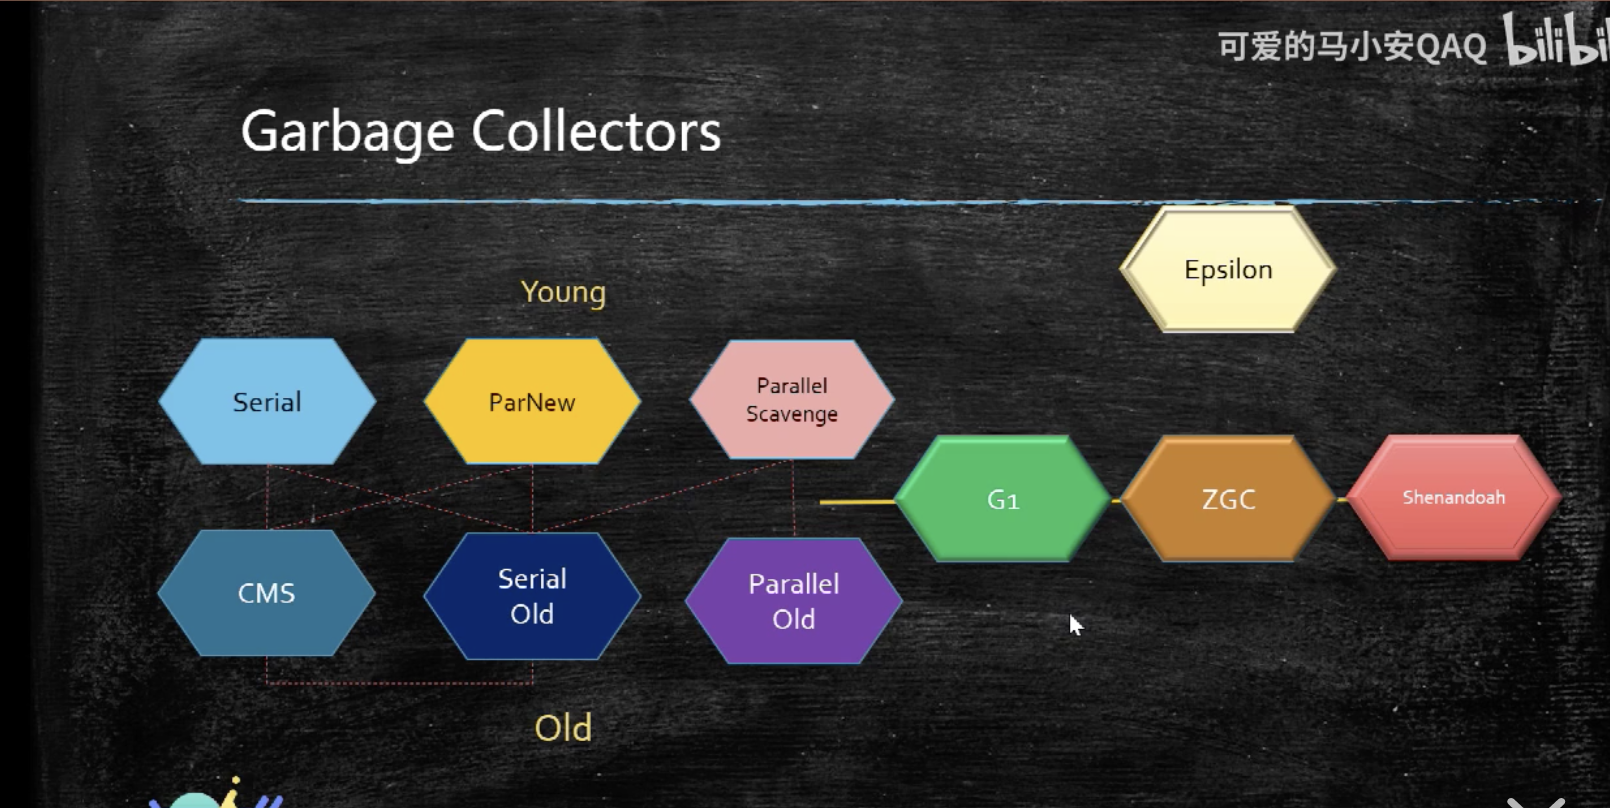 可爱的马小安QAQ bilibil
Garbage Collectors
Epsilon
Young
Serial
ParNew
Parallel
Scavenge
G1
ZGC
Shenandoah
CMS
Serial
Old
Parallel
Old
Old